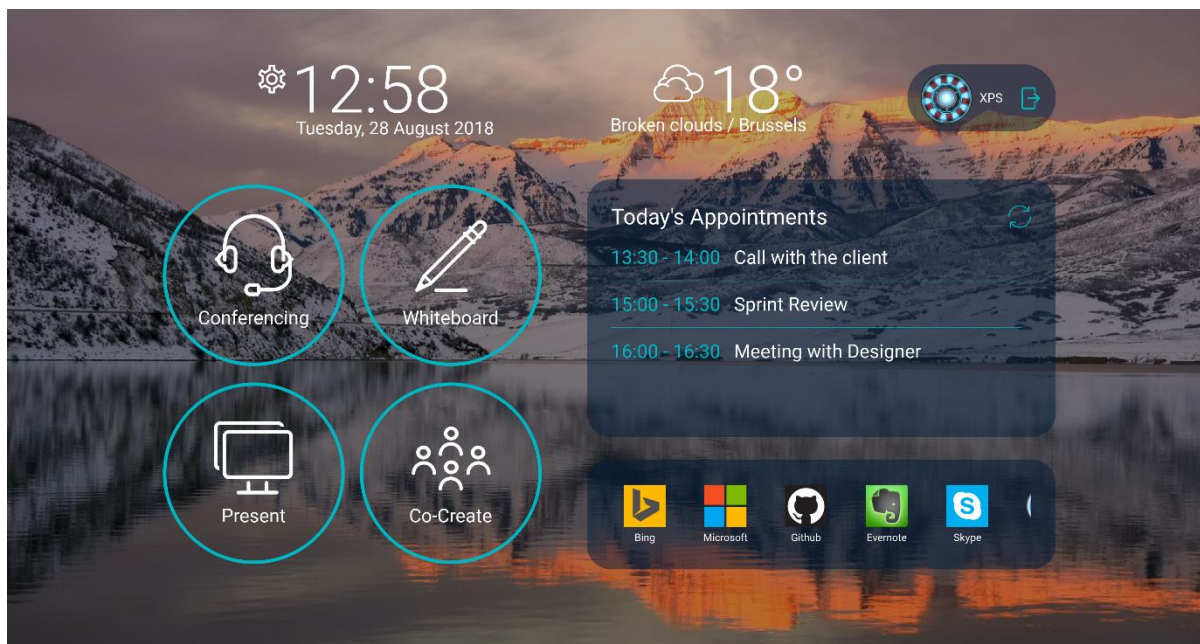 12:58
Tuesday, 28 August 2018
18°
Broken clouds / Brussels
XPS
Conferencing
Whiteboard
Present
Co-Create
Today's Appointments
13:30 - 14:00 Call with the client
15:00 - 15:30 Sprint Review
16:00 - 16:30 Meeting with Designer
Bing
Microsoft
Github
Evernote
Skype